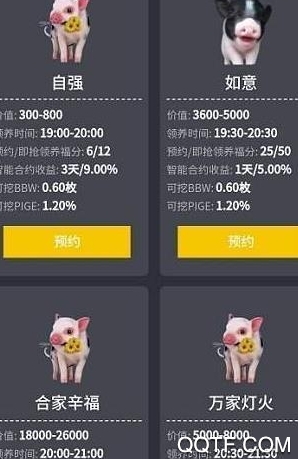 自强
价值: 300-800
领养时间: 19:00-20:00
预约/即抢领养福分: 6/12
智能合约收益: 3天/9.00%
可挖BBW: 0.60枚
可挖PIGE: 1.20%
预约
如意
价值: 3600-5000
领养时间: 19:30-20:30
预约/即抢领养福分: 25/50
智能合约收益: 1天/5.00%
可挖BBW: 0.60枚
可挖PIGE: 1.20%
预约
合家辛福
价值: 18000-26000
领养时间: 20:00-21:00
万家灯火
价值: 5000-8000
领养时间: 20:30-21:30
QQTF.COM